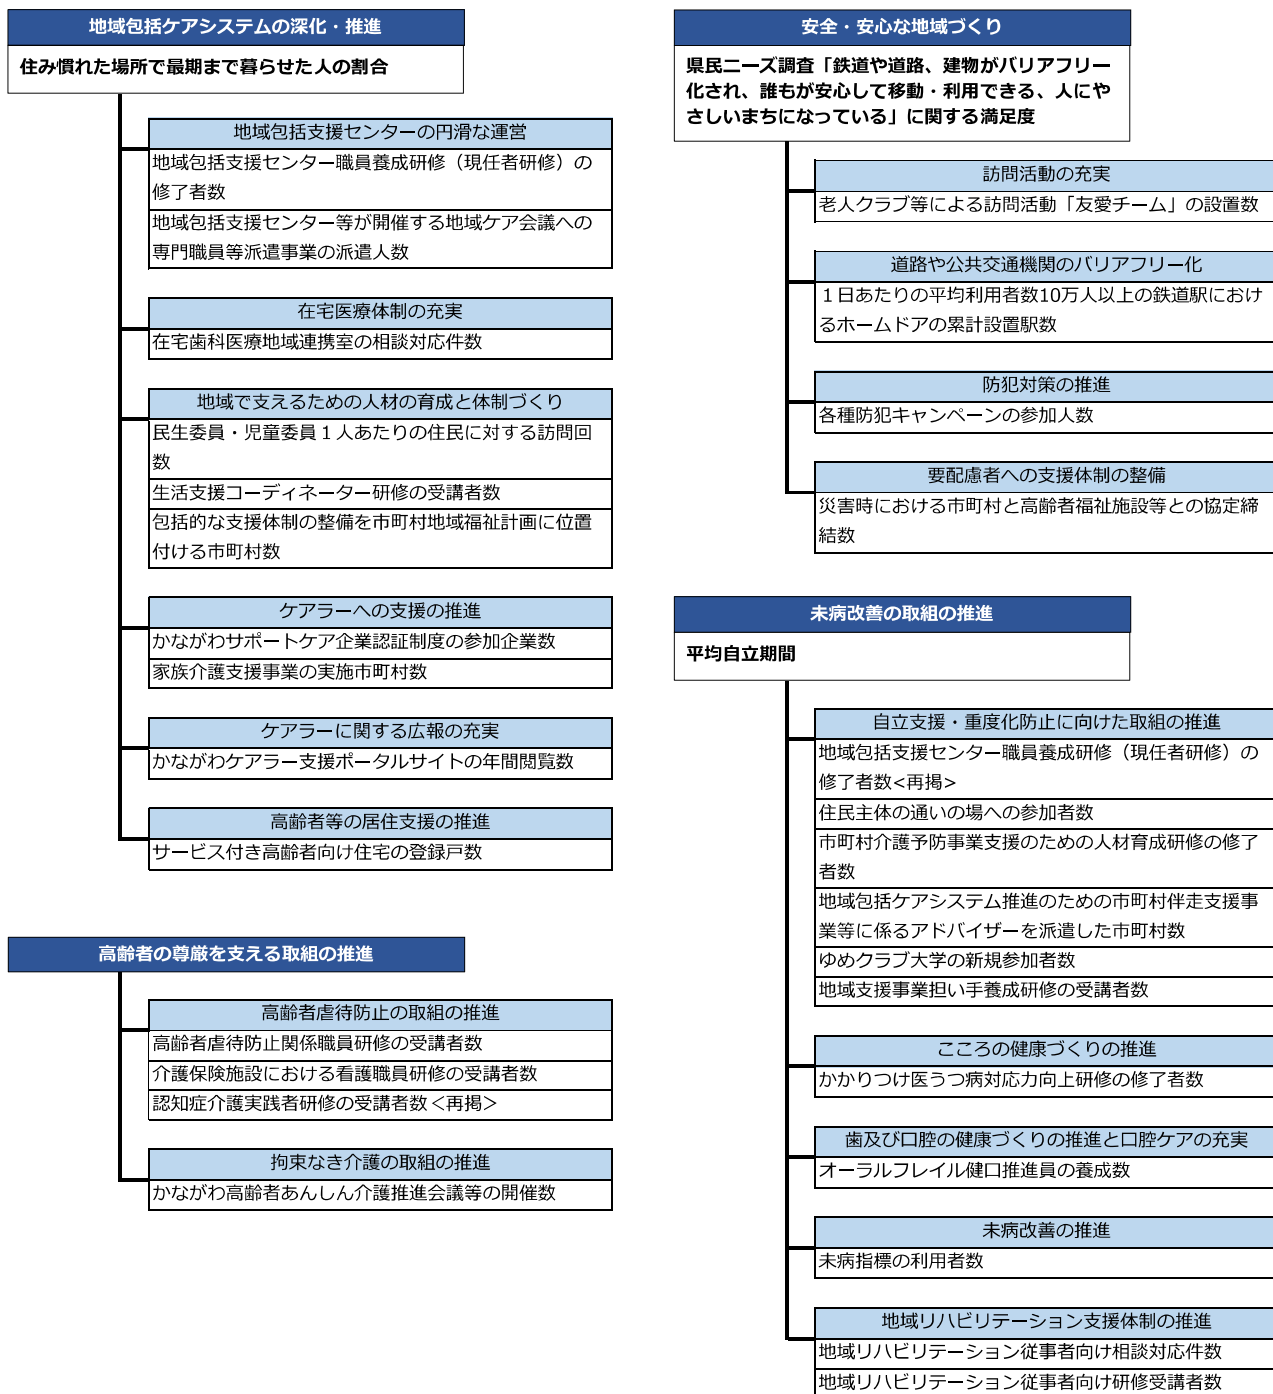 地域包括ケアシステムの深化・推進
住み慣れた場所で最期まで暮らせた人の割合
地域包括支援センターの円滑な運営
地域包括支援センター職員養成研修（現任者研修）の
修了者数
地域包括支援センター等が開催する地域ケア会議への
専門職員等派遣事業の派遣人数
在宅医療体制の充実
在宅歯科医療地域連携室の相談対応件数
地域で支えるための人材の育成と体制づくり
民生委員・児童委員１人あたりの住民に対する訪問回
数
生活支援コーディネーター研修の受講者数
包括的な支援体制の整備を市町村地域福祉計画に位置
付ける市町村数
ケアラーへの支援の推進
かながわサポートケア企業認証制度の参加企業数
家族介護支援事業の実施市町村数
ケアラーに関する広報の充実
かながわケアラー支援ポータルサイトの年間閲覧数
高齢者等の居住支援の推進
サービス付き高齢者向け住宅の登録戸数
高齢者の尊厳を支える取組の推進
高齢者虐待防止の取組の推進
高齢者虐待防止関係職員研修の受講者数
介護保険施設における看護職員研修の受講者数
認知症介護実践者研修の受講者数＜再掲＞
拘束なき介護の取組の推進
かながわ高齢者あんしん介護推進会議等の開催数
安全・安心な地域づくり
県民ニーズ調査「鉄道や道路、建物がバリアフリー
化され、誰もが安心して移動・利用できる、人にや
さしいまちになっている」に関する満足度
訪問活動の充実
老人クラブ等による訪問活動「友愛チーム」の設置数
道路や公共交通機関のバリアフリー化
１日あたりの平均利用者数10万人以上の鉄道駅におけ
るホームドアの累計設置駅数
防犯対策の推進
各種防犯キャンペーンの参加人数
要配慮者への支援体制の整備
災害時における市町村と高齢者福祉施設等との協定締
結数
未病改善の取組の推進
平均自立期間
自立支援・重度化防止に向けた取組の推進
地域包括支援センター職員養成研修（現任者研修）の
修了者数<再掲>
住民主体の通いの場への参加者数
市町村介護予防事業支援のための人材育成研修の修了
者数
地域包括ケアシステム推進のための市町村伴走支援事
業等に係るアドバイザーを派遣した市町村数
ゆめクラブ大学の新規参加者数
地域支援事業担い手養成研修の受講者数
こころの健康づくりの推進
かかりつけ医うつ病対応力向上研修の修了者数
歯及び口腔の健康づくりの推進と口腔ケアの充実
オーラルフレイル健口推進員の養成数
未病改善の推進
未病指標の利用者数
地域リハビリテーション支援体制の推進
地域リハビリテーション従事者向け相談対応件数
地域リハビリテーション従事者向け研修受講者数